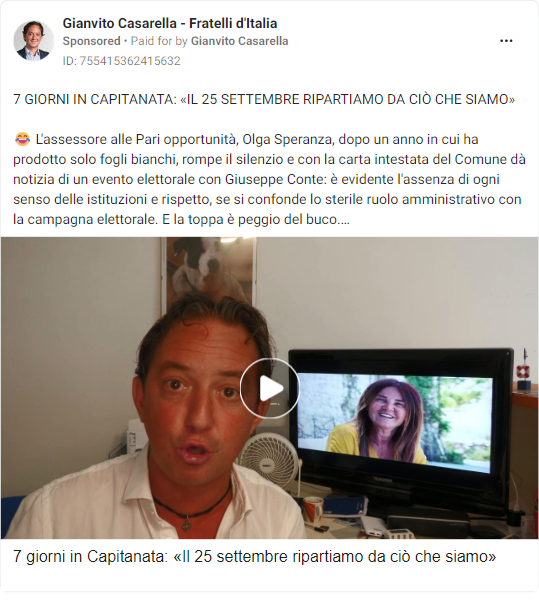 Gianvito Casarella - Fratelli d'Italia
Sponsored • Paid for by Gianvito Casarella
ID: 755415362415632
7 GIORNI IN CAPITANATA: «IL 25 SETTEMBRE RIPARTIAMO DA CIÒ CHE SIAMO»
😂 L'assessore alle Pari opportunità, Olga Speranza, dopo un anno in cui ha
prodotto solo fogli bianchi, rompe il silenzio e con la carta intestata del Comune dà
notizia di un evento elettorale con Giuseppe Conte: è evidente l'assenza di ogni
senso delle istituzioni e rispetto, se si confonde lo sterile ruolo amministrativo con
la campagna elettorale. E la toppa è peggio del buco....
7 giorni in Capitanata: «Il 25 settembre ripartiamo da ciò che siamo»